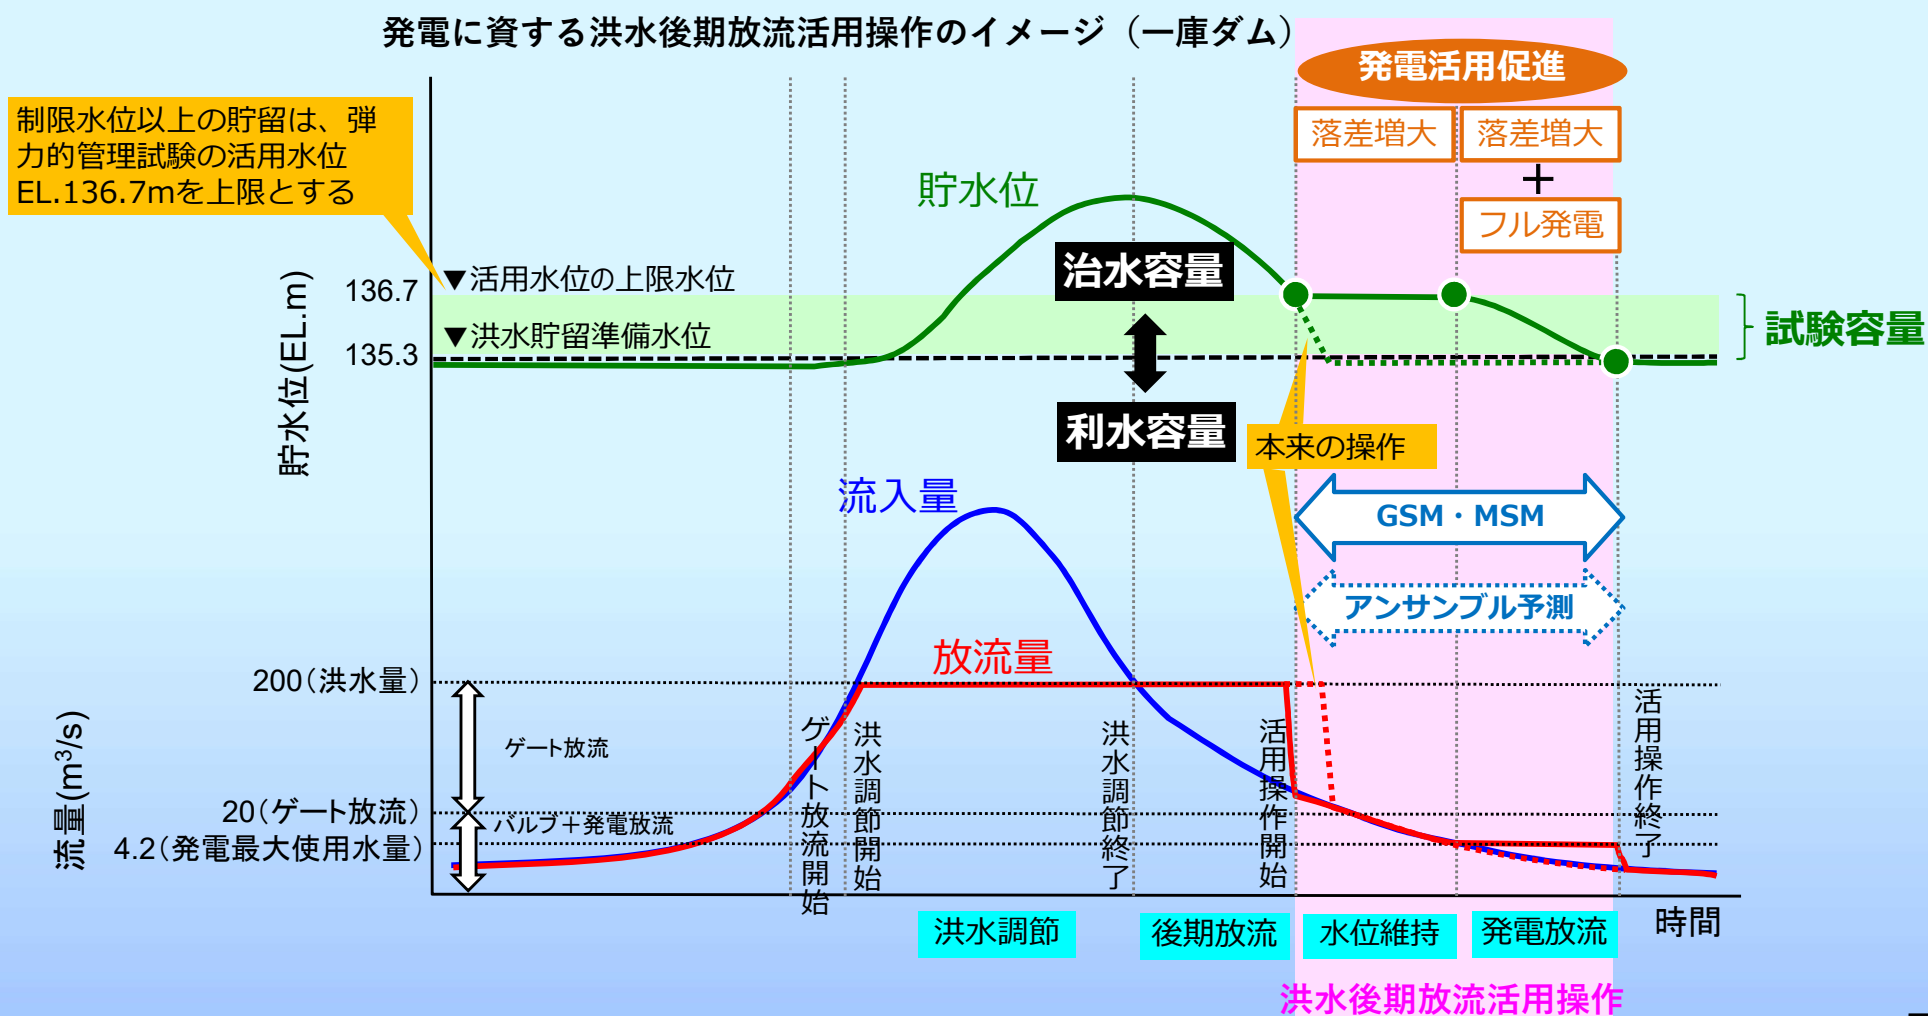 発電に資する洪水後期放流活用操作のイメージ（一庫ダム）
発電活用促進
制限水位以上の貯留は、弾
力的管理試験の活用水位
EL.136.7mを上限とする
落差増大
落差増大
＋
フル発電
貯水位
治水容量
▼活用水位の上限水位
136.7
▼洪水貯留準備水位
135.3
試験容量
貯水位(EL.m)
利水容量
本来の操作
流入量
GSM・MSM
アンサンブル予測
放流量
200（洪水量）
ゲート放流
20（ゲート放流）
バルブ＋発電放流
4.2（発電最大使用水量）
流量(m³/s)
ゲート放流開始
洪水調節開始
洪水調節終了
活用操作開始
活用操作終了
時間
洪水調節
後期放流
水位維持
発電放流
洪水後期放流活用操作